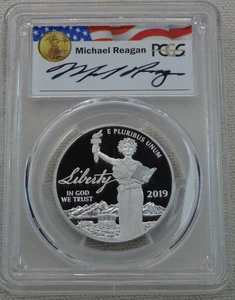 Michael Reagan
PCGS
E PLURIBUS UNUM
Liberty
IN GOD
WE TRUST
2019